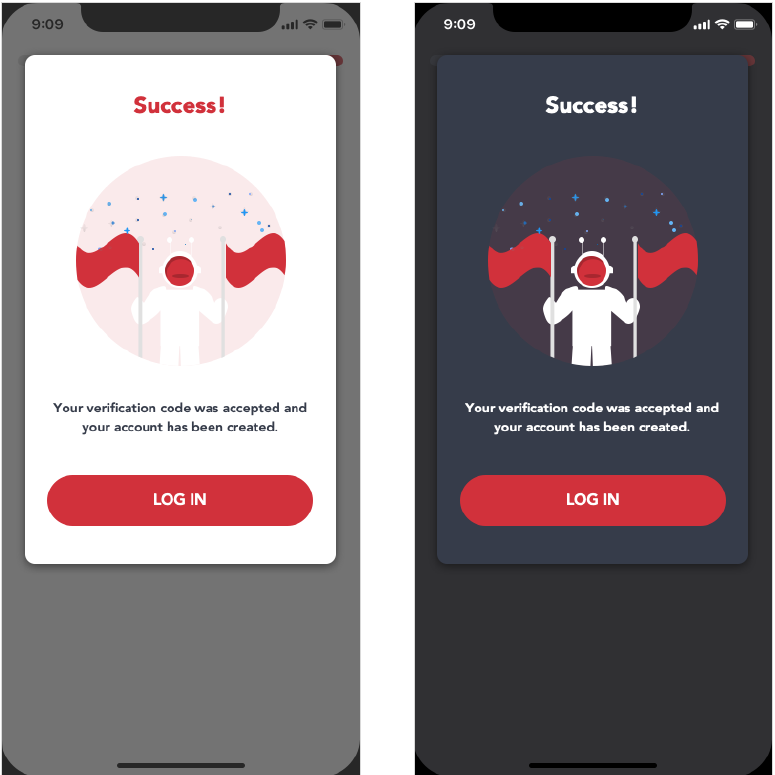 9:09
Success!
Your verification code was accepted and
your account has been created.
LOG IN
9:09
Success!
Your verification code was accepted and
your account has been created.
LOG IN